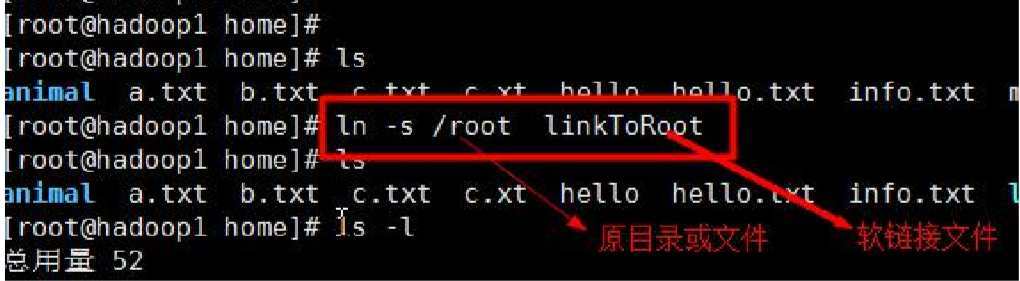 [root@hadoop1 home]#
[root@hadoop1 home]# ls
animal a.txt b.txt c.txt c.xt hello hello.txt info.txt
[root@hadoop1 home]# ln -s /root linkToRoot
[root@hadoop1 home]# ls
animal a.txt b.txt c.txt c.xt hello hello.txt info.txt
[root@hadoop1 home]# ls -l
原目录或文件
软链接文件
总用量 52